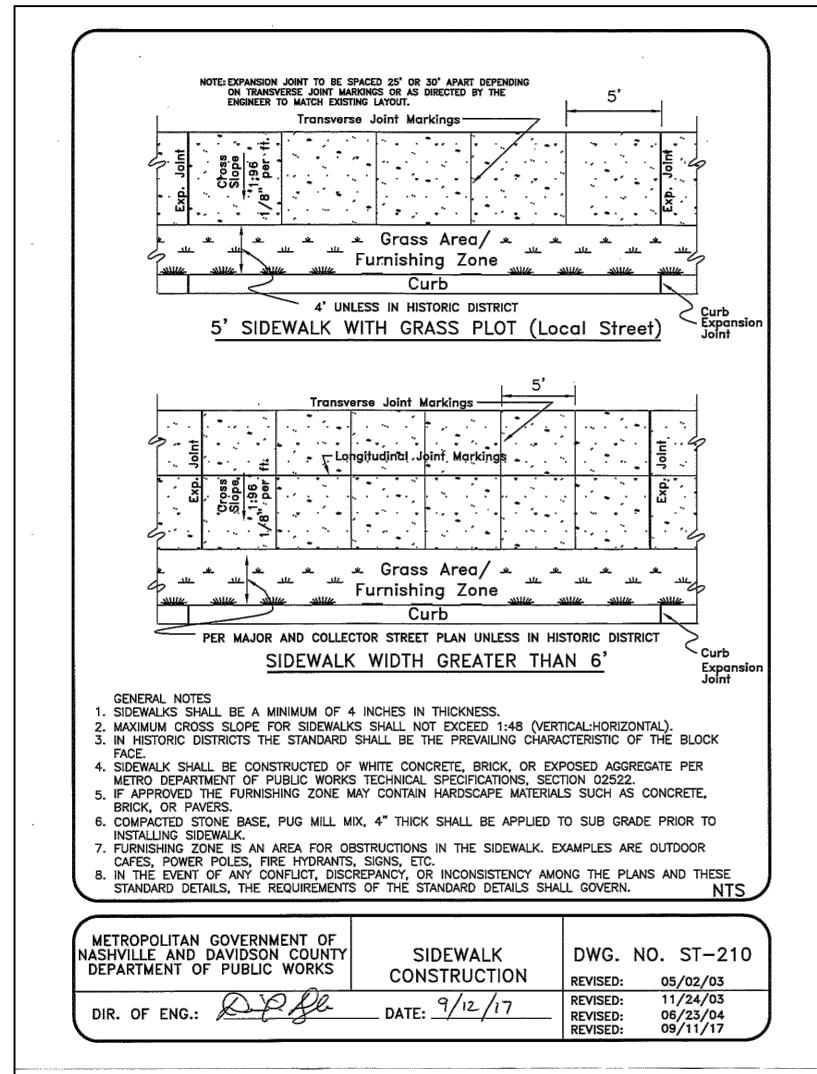 NOTE: EXPANSION JOINT TO BE SPACED 25' OR 30' APART DEPENDING
ON TRANSVERSE JOINT MARKINGS OR AS DIRECTED BY THE
ENGINEER TO MATCH EXISTING LAYOUT.
5'
Transverse Joint Markings
Exp. Joint
Cross
Slope
1:96
1/8" per ft.
Exp. Joint
Grass Area/
Furnishing Zone
Curb
4' UNLESS IN HISTORIC DISTRICT
Curb
Expansion
Joint
5' SIDEWALK WITH GRASS PLOT (Local Street)
5'
Transverse Joint Markings
Longitudinal Joint Markings
Exp. Joint
Cross
Slope
1:96
1/8" per ft.
Exp. Joint
Grass Area/
Furnishing Zone
Curb
PER MAJOR AND COLLECTOR STREET PLAN UNLESS IN HISTORIC DISTRICT
Curb
Expansion
Joint
SIDEWALK WIDTH GREATER THAN 6'
GENERAL NOTES
1. SIDEWALKS SHALL BE A MINIMUM OF 4 INCHES IN THICKNESS.
2. MAXIMUM CROSS SLOPE FOR SIDEWALKS SHALL NOT EXCEED 1:48 (VERTICAL:HORIZONTAL).
3. IN HISTORIC DISTRICTS THE STANDARD SHALL BE THE PREVAILING CHARACTERISTIC OF THE BLOCK
FACE.
4. SIDEWALK SHALL BE CONSTRUCTED OF WHITE CONCRETE, BRICK, OR EXPOSED AGGREGATE PER
METRO DEPARTMENT OF PUBLIC WORKS TECHNICAL SPECIFICATIONS, SECTION 02522.
5. IF APPROVED THE FURNISHING ZONE MAY CONTAIN HARDSCAPE MATERIALS SUCH AS CONCRETE,
BRICK, OR PAVERS.
6. COMPACTED STONE BASE, PUG MILL MIX, 4" THICK SHALL BE APPLIED TO SUB GRADE PRIOR TO
INSTALLING SIDEWALK.
7. FURNISHING ZONE IS AN AREA FOR OBSTRUCTIONS IN THE SIDEWALK. EXAMPLES ARE OUTDOOR
CAFES, POWER POLES, FIRE HYDRANTS, SIGNS, ETC.
8. IN THE EVENT OF ANY CONFLICT, DISCREPANCY, OR INCONSISTENCY AMONG THE PLANS AND THESE
STANDARD DETAILS, THE REQUIREMENTS OF THE STANDARD DETAILS SHALL GOVERN.
NTS
METROPOLITAN GOVERNMENT OF
NASHVILLE AND DAVIDSON COUNTY
DEPARTMENT OF PUBLIC WORKS
SIDEWALK
CONSTRUCTION
DWG. NO. ST-210
REVISED: 05/02/03
REVISED: 11/24/03
REVISED: 06/23/04
REVISED: 09/11/17
DIR. OF ENG.:
DATE: 9/12/17